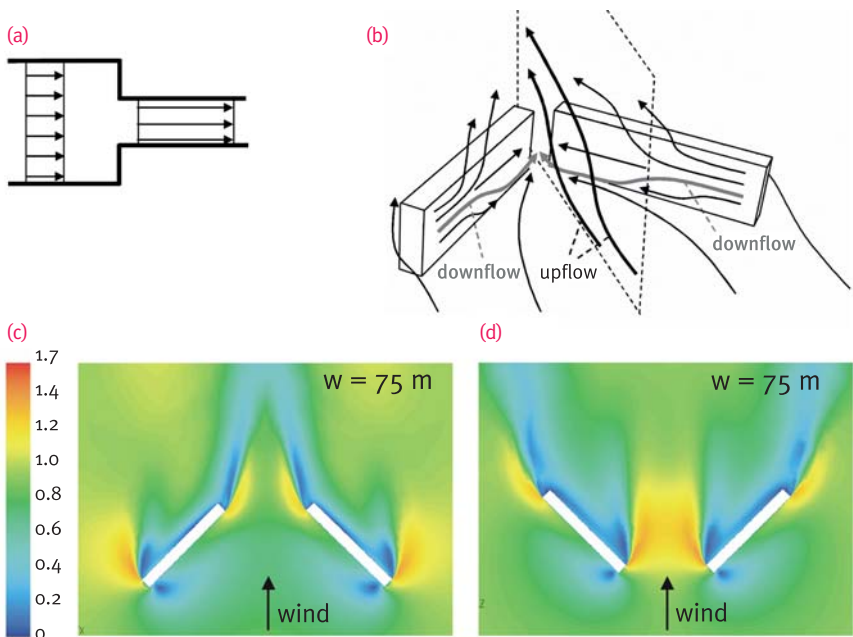 (a)
(b)
downflow
upflow
downflow
(c)
(d)
1.7
1.4
1.2
1.0
0.8
0.6
0.4
0.2
0
w = 75 m
wind
x
w = 75 m
wind
z